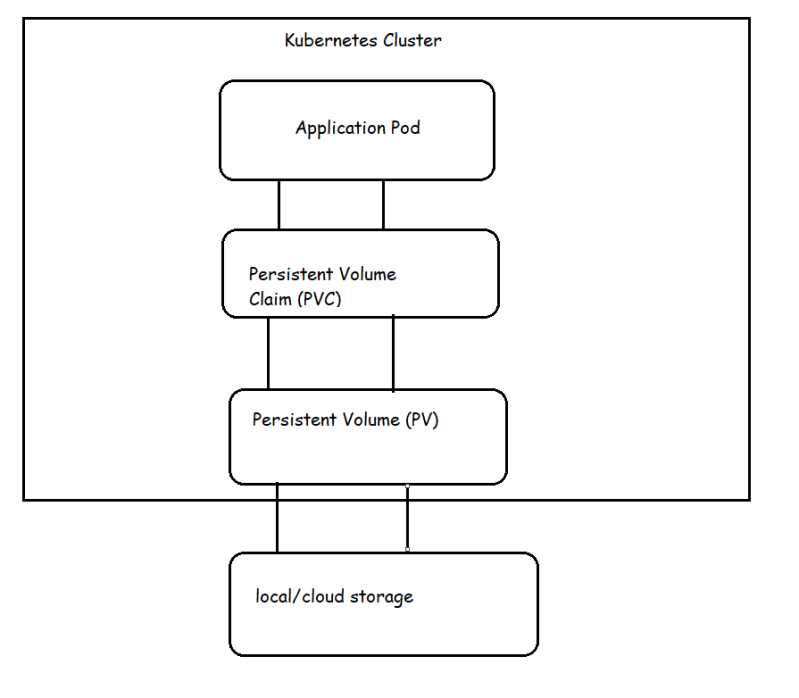 Kubernetes Cluster
Application Pod
Persistent Volume
Claim (PVC)
Persistent Volume (PV)
local/cloud storage